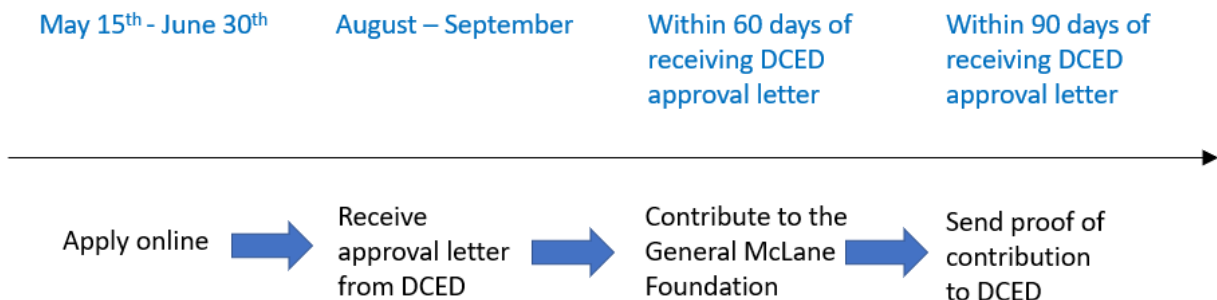 May 15th - June 30th
August – September
Within 60 days of
receiving DCED
approval letter
Within 90 days of
receiving DCED
approval letter
Apply online
Receive
approval letter
from DCED
Contribute to the
General McLane
Foundation
Send proof of
contribution
to DCED